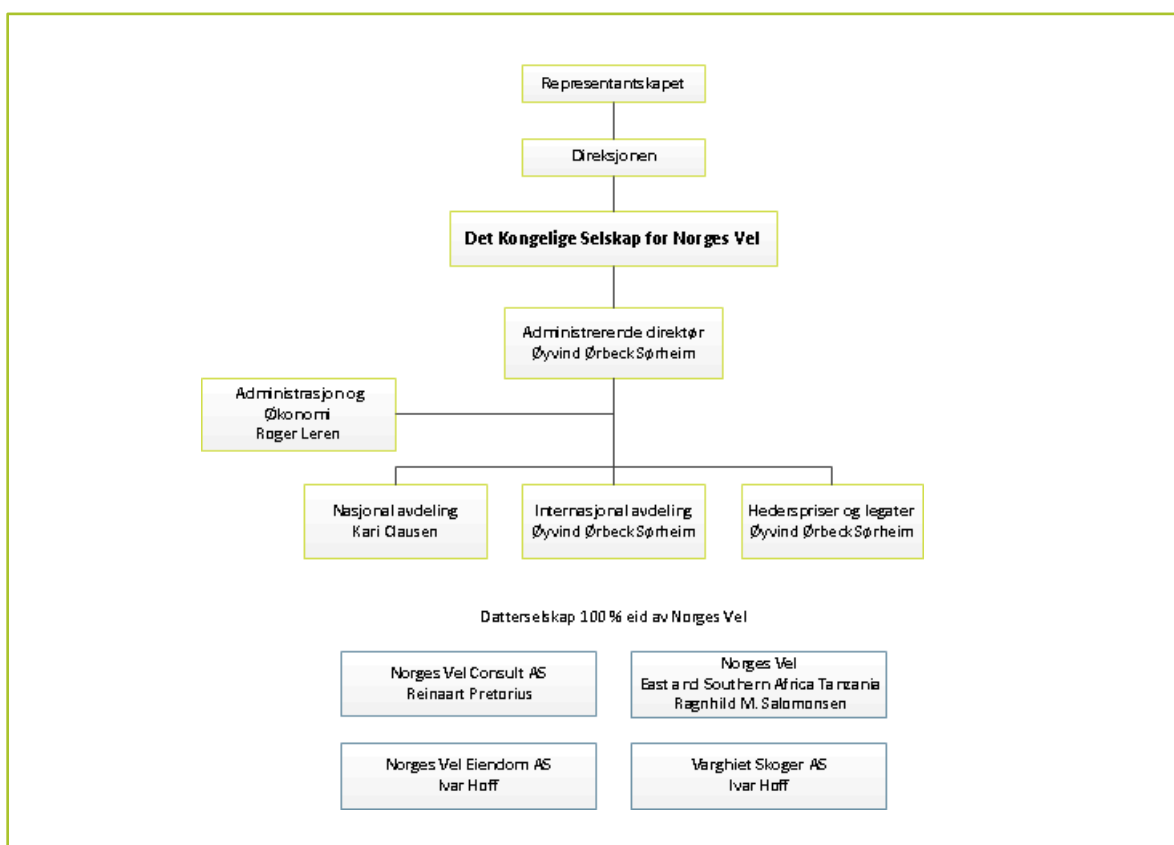 Representantskapet
Direksjonen
Det Kongelige Selskap for Norges Vel
Administrerende direktør
Øyvind Ørbeck Sørheim
Administrasjon og
Økonomi
Roger Leren
Nasjonal avdeling
Kari Clausen
Internasjonal avdeling
Øyvind Ørbeck Sørheim
Hederspriser og legater
Øyvind Ørbeck Sørheim
Datterselskap 100 % eid av Norges Vel
Norges Vel Consult AS
Reinaart Pretorius
Norges Vel
East and Southern Africa Tanzania
Ragnhild M. Salomonsen
Norges Vel Eiendom AS
Ivar Hoff
Varghiet Skoger AS
Ivar Hoff